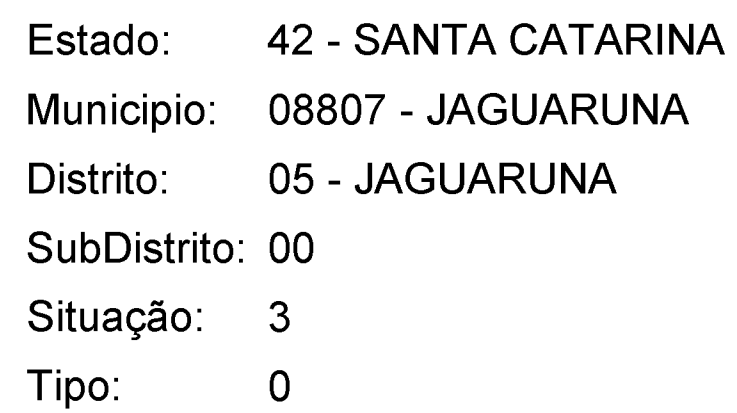 Estado: 42 - SANTA CATARINA
Municipio: 08807 - JAGUARUNA
Distrito: 05 - JAGUARUNA
SubDistrito: 00
Situação: 3
Tipo: 0